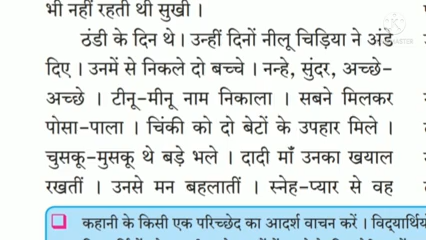 भी नहीं रहती थी सुखी ।
ठंडी के दिन थे । उन्हीं दिनों नीलू चिड़िया ने अंडे
दिए । उनमें से निकले दो बच्चे । नन्हे, सुंदर, अच्छे-
अच्छे । टीनू-मीनू नाम निकाला । सबने मिलकर
पोसा-पाला । चिंकी को दो बेटों के उपहार मिले ।
चुसकू-मुसकू थे बड़े भले । दादी माँ उनका खयाल
रखतीं । उनसे मन बहलातीं । स्नेह-प्यार से वह
कहानी के किसी एक परिच्छेद का आदर्श वाचन करें । विद्यार्थियों